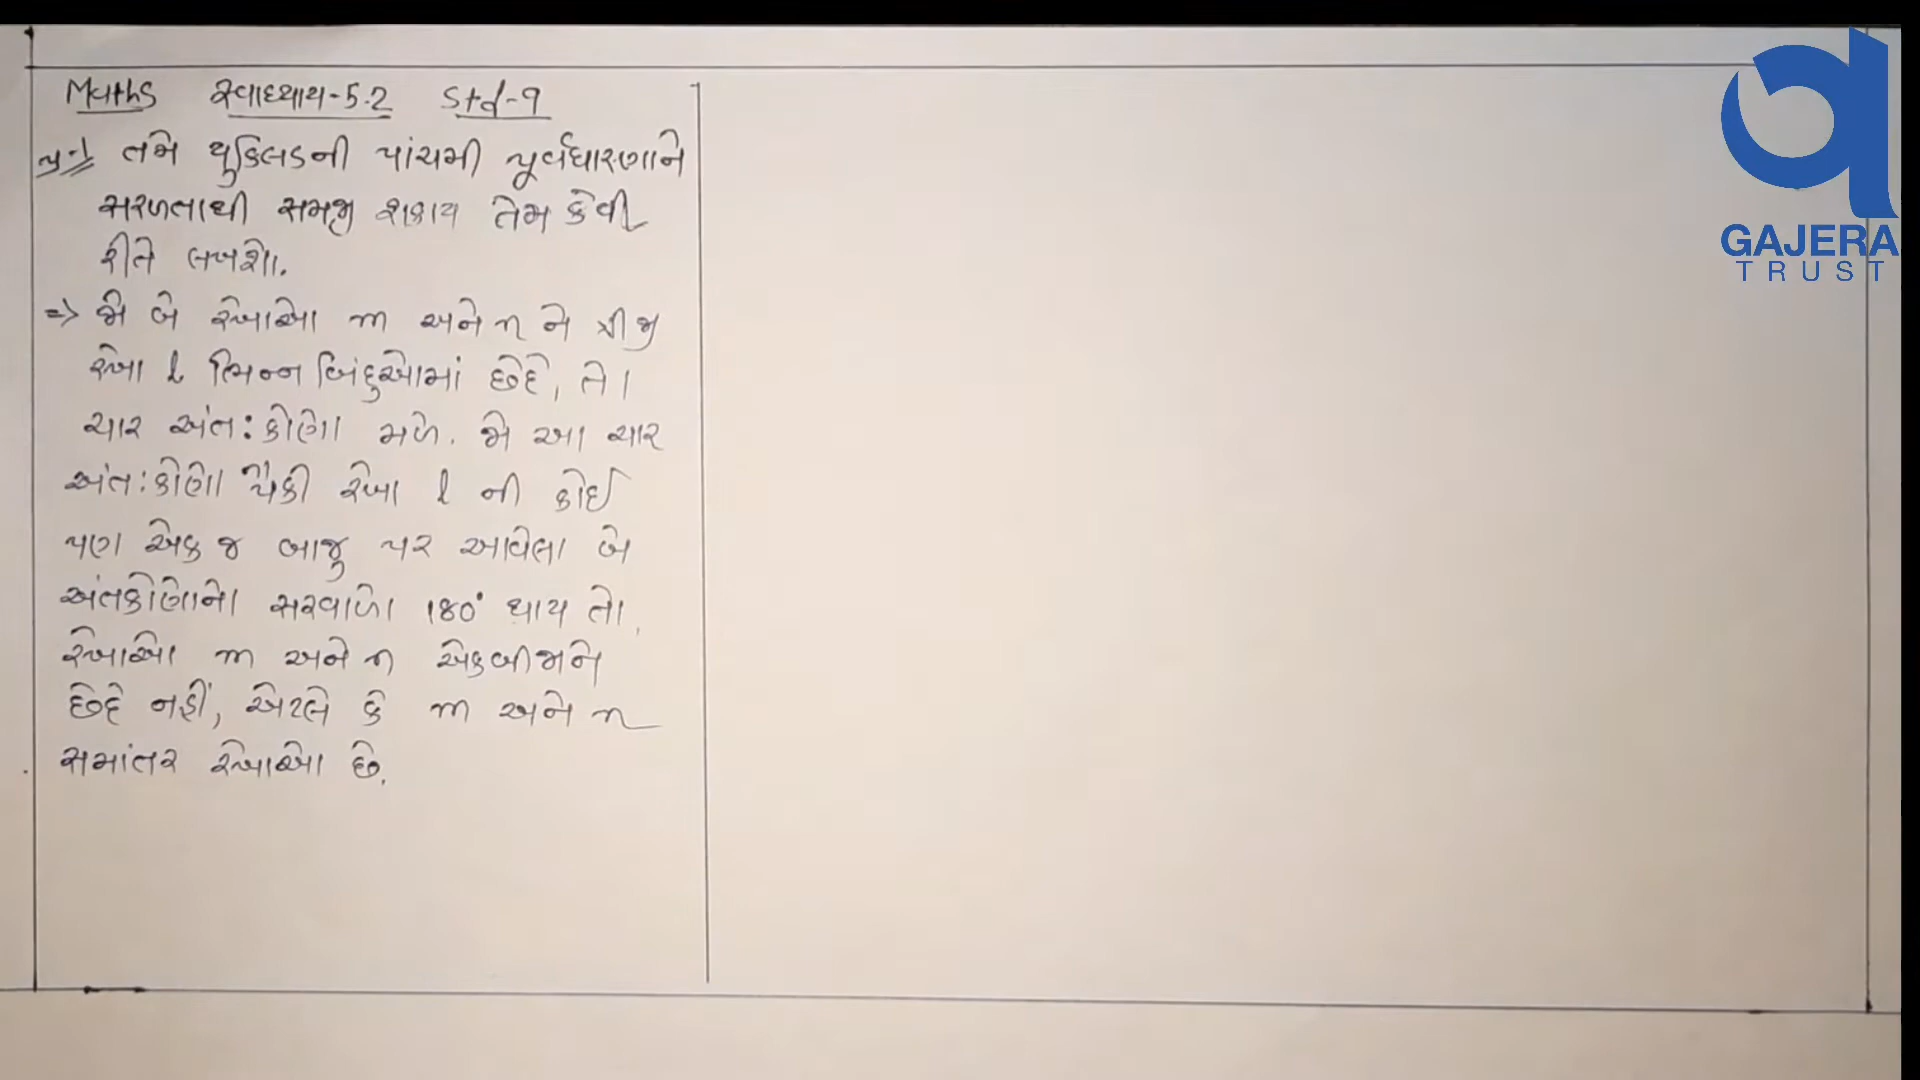 Maths સ્વાધ્યાય-5.2 Std-9
પ્ર-1 તમે યુક્લિડની પાંચમી પૂર્વધારણાને
સરળતાથી સમજી શકાય તેમ કેવી
રીતે લખશો.
=> જો બે રેખાઓ m અને n ને ત્રીજી
રેખા l ભિન્ન બિંદુઓમાં છેદે, તો
ચાર અંત:કોણો મળે. જો આ ચાર
અંત:કોણો પૈકી રેખા l ની કોઈ
પણ એક જ બાજુ પર આવેલા બે
અંતકોણોનો સરવાળો 180° થાય તો,
રેખાઓ m અને n એકબીજાને
છેદે નહીં, એટલે કે m અને n
સમાંતર રેખાઓ છે.
GAJERA
TRUST